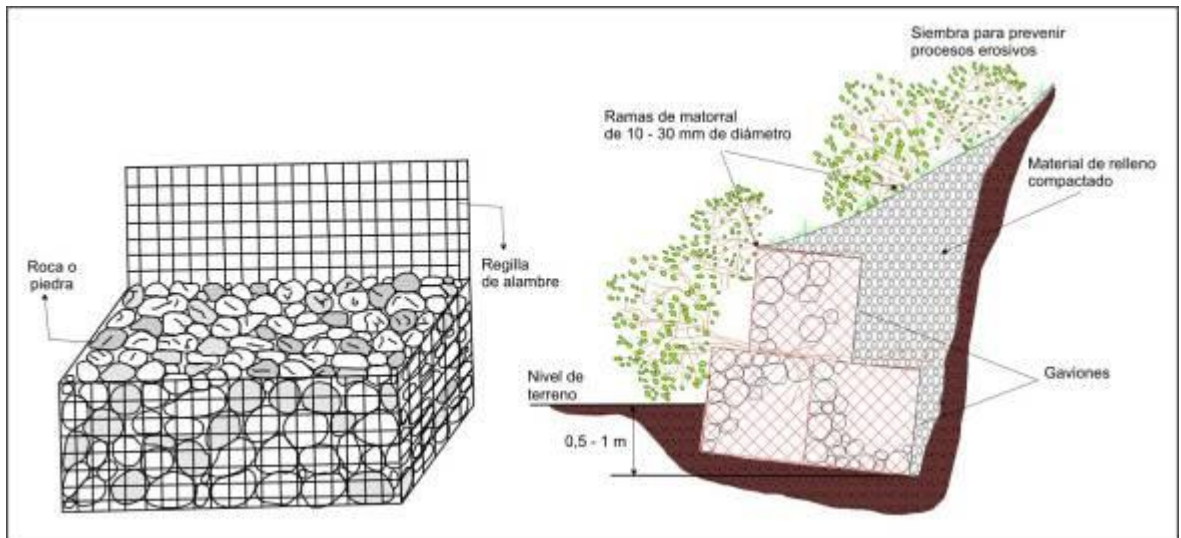 Roca o
piedra
Regilla
de alambre
Siembra para prevenir
procesos erosivos
Ramas de matorral
de 10 - 30 mm de diámetro
Material de relleno
compactado
Nivel de
terreno
0,5 - 1 m
Gaviones